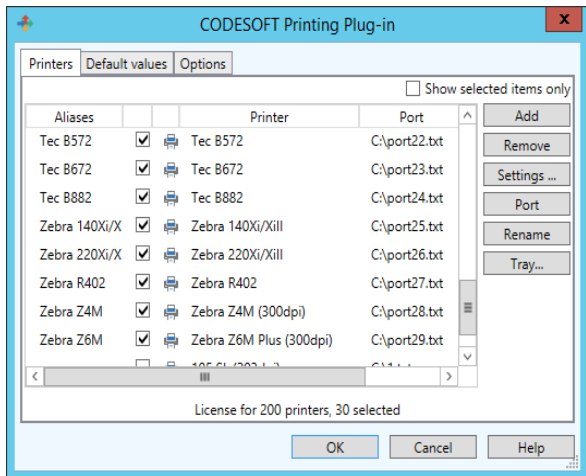 CODESOFT Printing Plug-in
x
Printers Default values Options
Show selected items only
Aliases Printer Port
Add
Tec B572 Tec B572 C:\port22.txt
Remove
Tec B672 Tec B672 C:\port23.txt
Settings ...
Tec B882 Tec B882 C:\port24.txt
Port
Zebra 140Xi/X Zebra 140Xi/XiII C:\port25.txt
Rename
Zebra 220Xi/X Zebra 220Xi/XiII C:\port26.txt
Tray...
Zebra R402 Zebra R402 C:\port27.txt
Zebra Z4M Zebra Z4M (300dpi) C:\port28.txt
Zebra Z6M Zebra Z6M Plus (300dpi) C:\port29.txt
License for 200 printers, 30 selected
OK Cancel Help